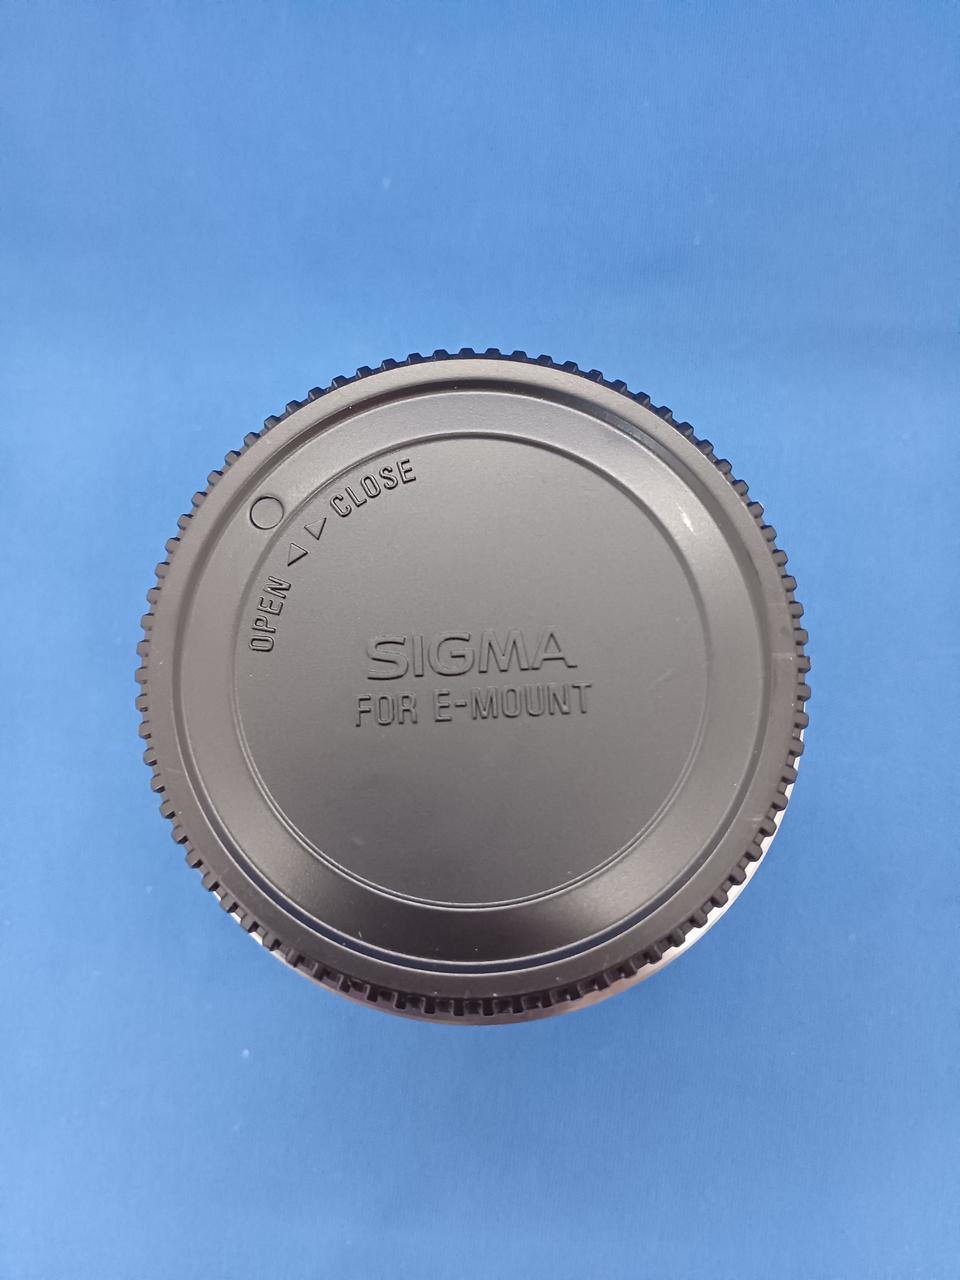 OPEN ◁ ▷ CLOSE
SIGMA
FOR E-MOUNT